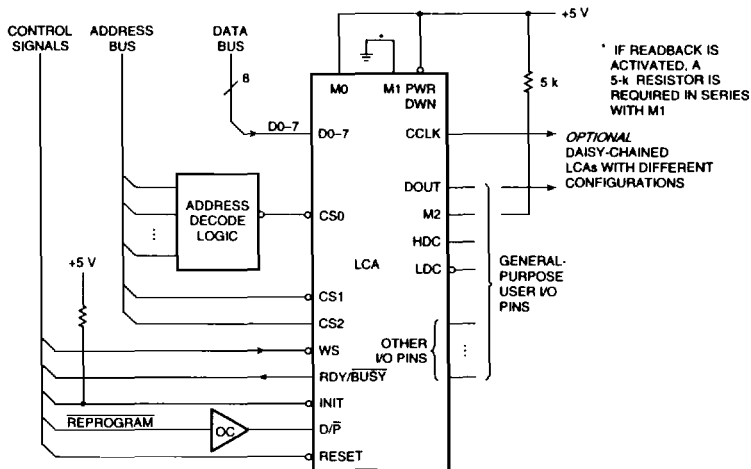 CONTROL SIGNALS
ADDRESS BUS
DATA BUS
+5 V
* IF READBACK IS
ACTIVATED, A
5-k RESISTOR IS
REQUIRED IN SERIES
WITH M1
*
5 k
8
M0
M1 PWR
DWN
D0–7
D0–7
CCLK
OPTIONAL
DAISY-CHAINED
LCAs WITH DIFFERENT
CONFIGURATIONS
ADDRESS
DECODE
LOGIC
CS0
DOUT
M2
HDC
LDC
LCA
GENERAL-
PURPOSE
USER I/O
PINS
+5 V
CS1
CS2
OTHER
I/O PINS
WS
RDY/BUSY
INIT
REPROGRAM
OC
D/P
RESET